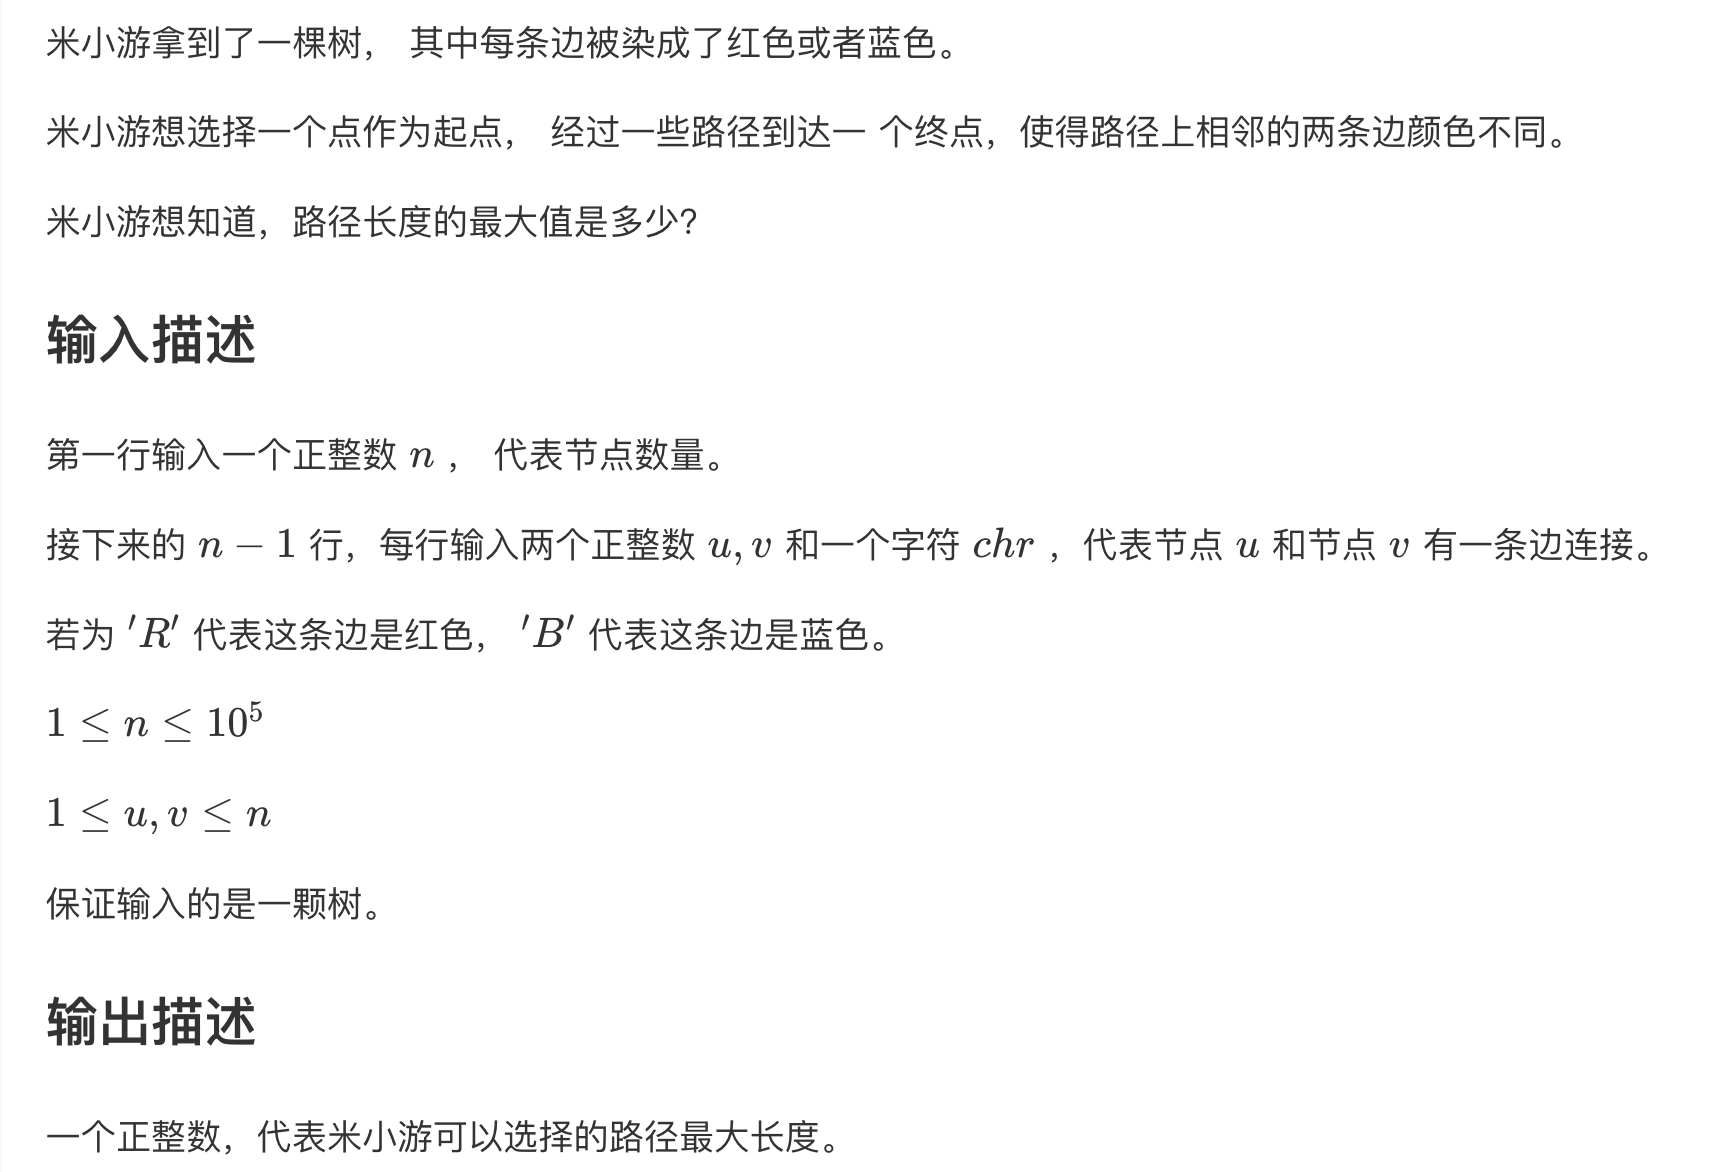 米小游拿到了一棵树， 其中每条边被染成了红色或者蓝色。
米小游想选择一个点作为起点， 经过一些路径到达一 个终点，使得路径上相邻的两条边颜色不同。
米小游想知道，路径长度的最大值是多少?
输入描述
第一行输入一个正整数 n ， 代表节点数量。
接下来的 n − 1 行，每行输入两个正整数 u, v 和一个字符 chr ，代表节点 u 和节点 v 有一条边连接。
若为 ′R′ 代表这条边是红色， ′B′ 代表这条边是蓝色。
1 ≤ n ≤ 10⁵
1 ≤ u, v ≤ n
保证输入的是一颗树。
输出描述
一个正整数，代表米小游可以选择的路径最大长度。